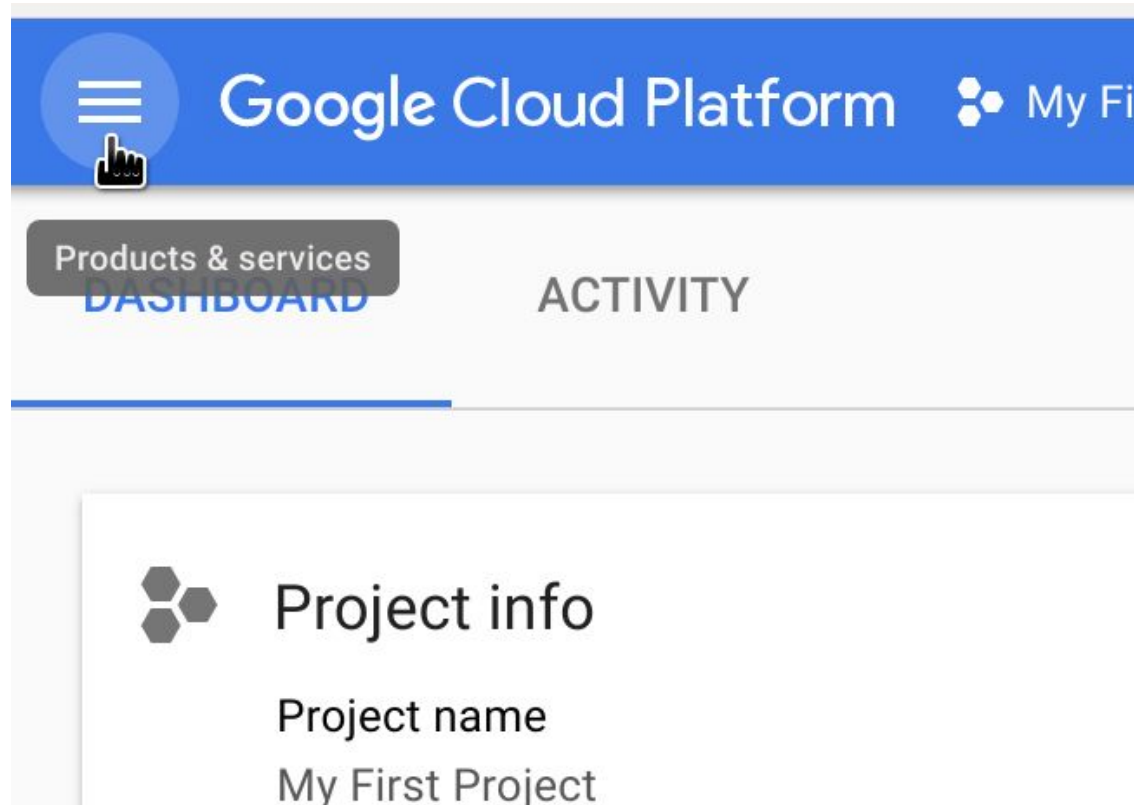 Google Cloud Platform My Fi
Products & services
DASHBOARD ACTIVITY
Project info
Project name
My First Project